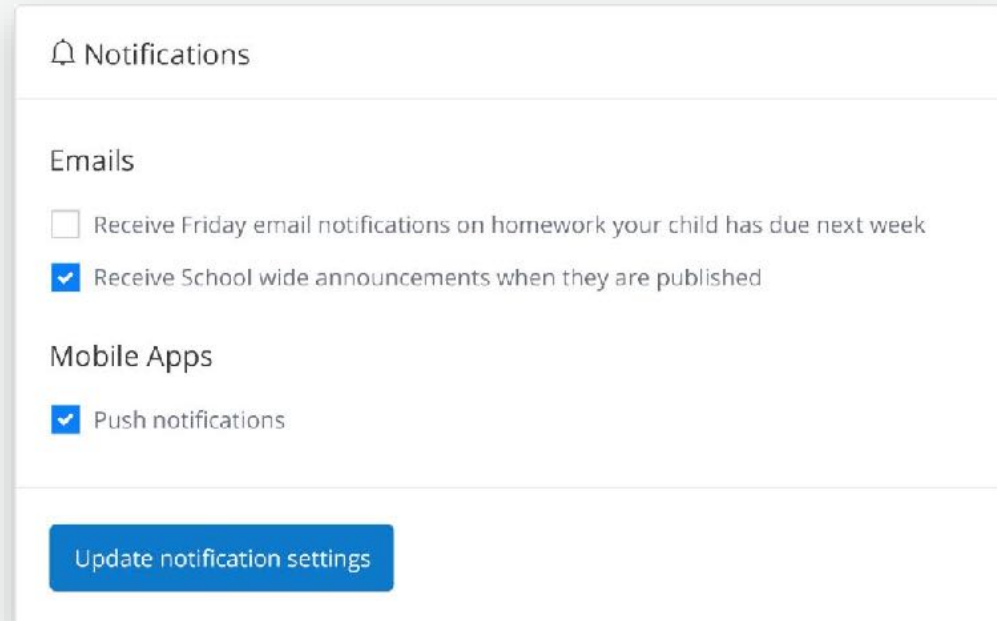 Notifications
Emails
Receive Friday email notifications on homework your child has due next week
Receive School wide announcements when they are published
Mobile Apps
Push notifications
Update notification settings